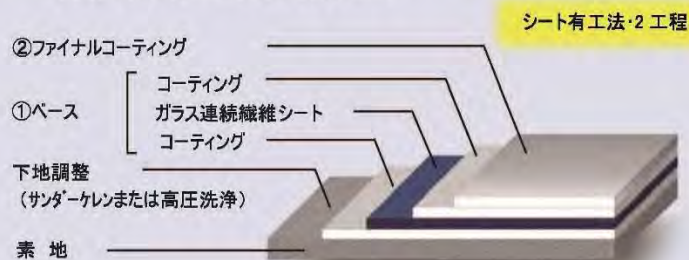 シート有工法・2工程
②ファイナルコーティング
コーティング
①ベース
ガラス連続繊維シート
コーティング
下地調整
（サンダーケレンまたは高圧洗浄）
素 地